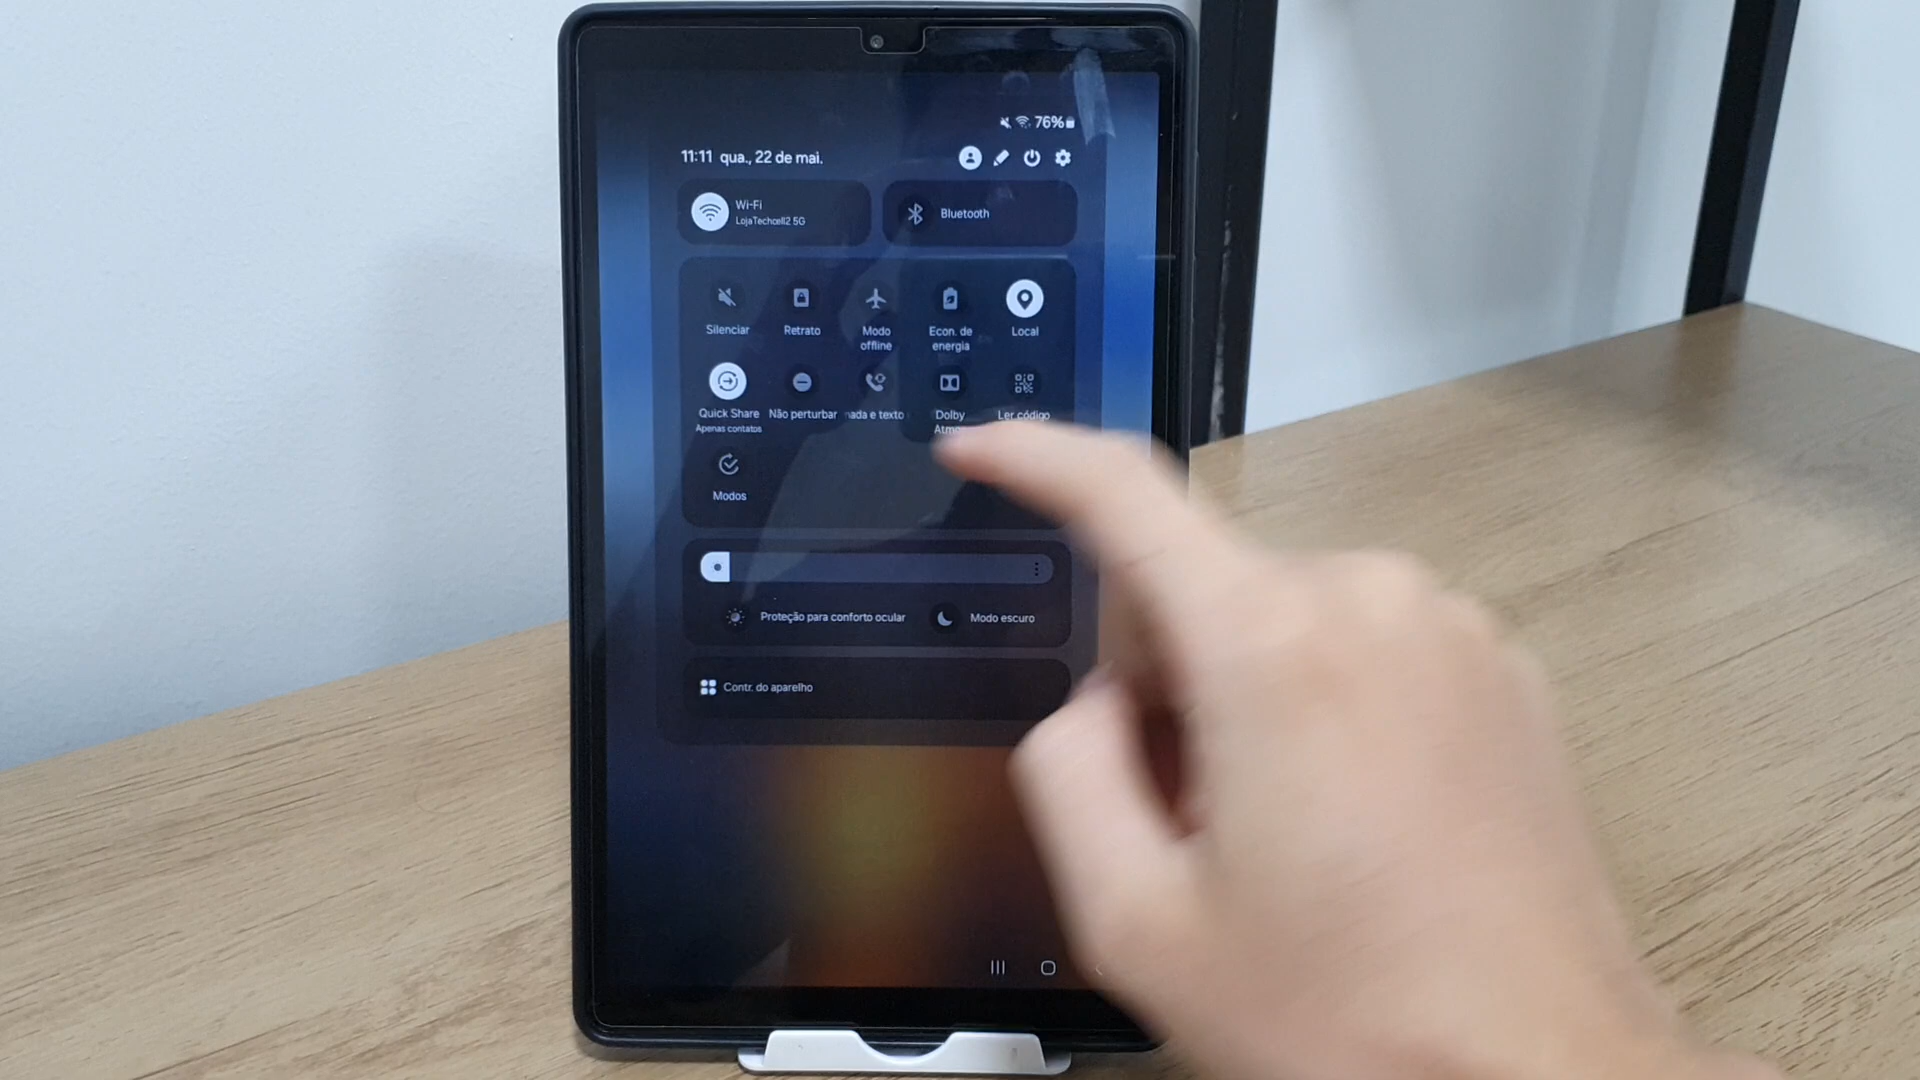 76%
11:11 qua., 22 de mai.
Wi-Fi
LojaTechcell2 5G
Bluetooth
Silenciar
Retrato
Modo
offline
Econ. de
energia
Local
Quick Share
Apenas contatos
Não perturbar
nada e texto
Dolby
Ler código
Modos
Proteção para conforto ocular
Modo escuro
Contr. do aparelho